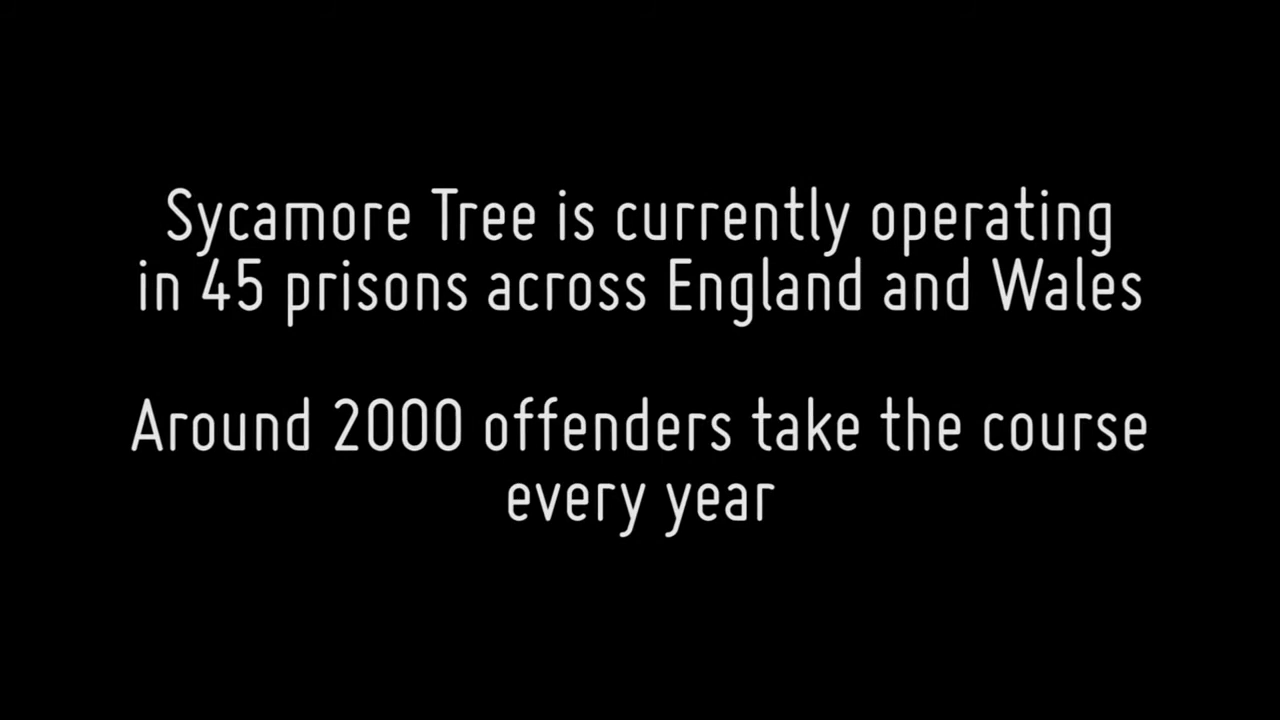 Sycamore Tree is currently operating
in 45 prisons across England and Wales
Around 2000 offenders take the course
every year